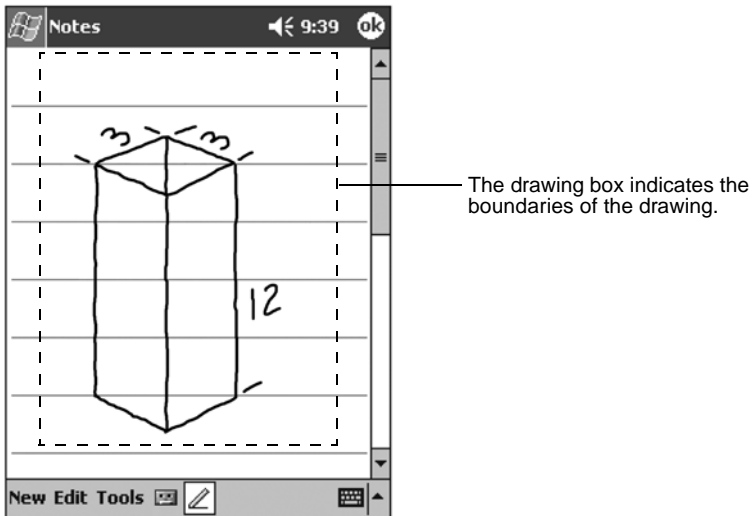 Notes 9:39 ok
3 3
The drawing box indicates the
boundaries of the drawing.
12
New Edit Tools